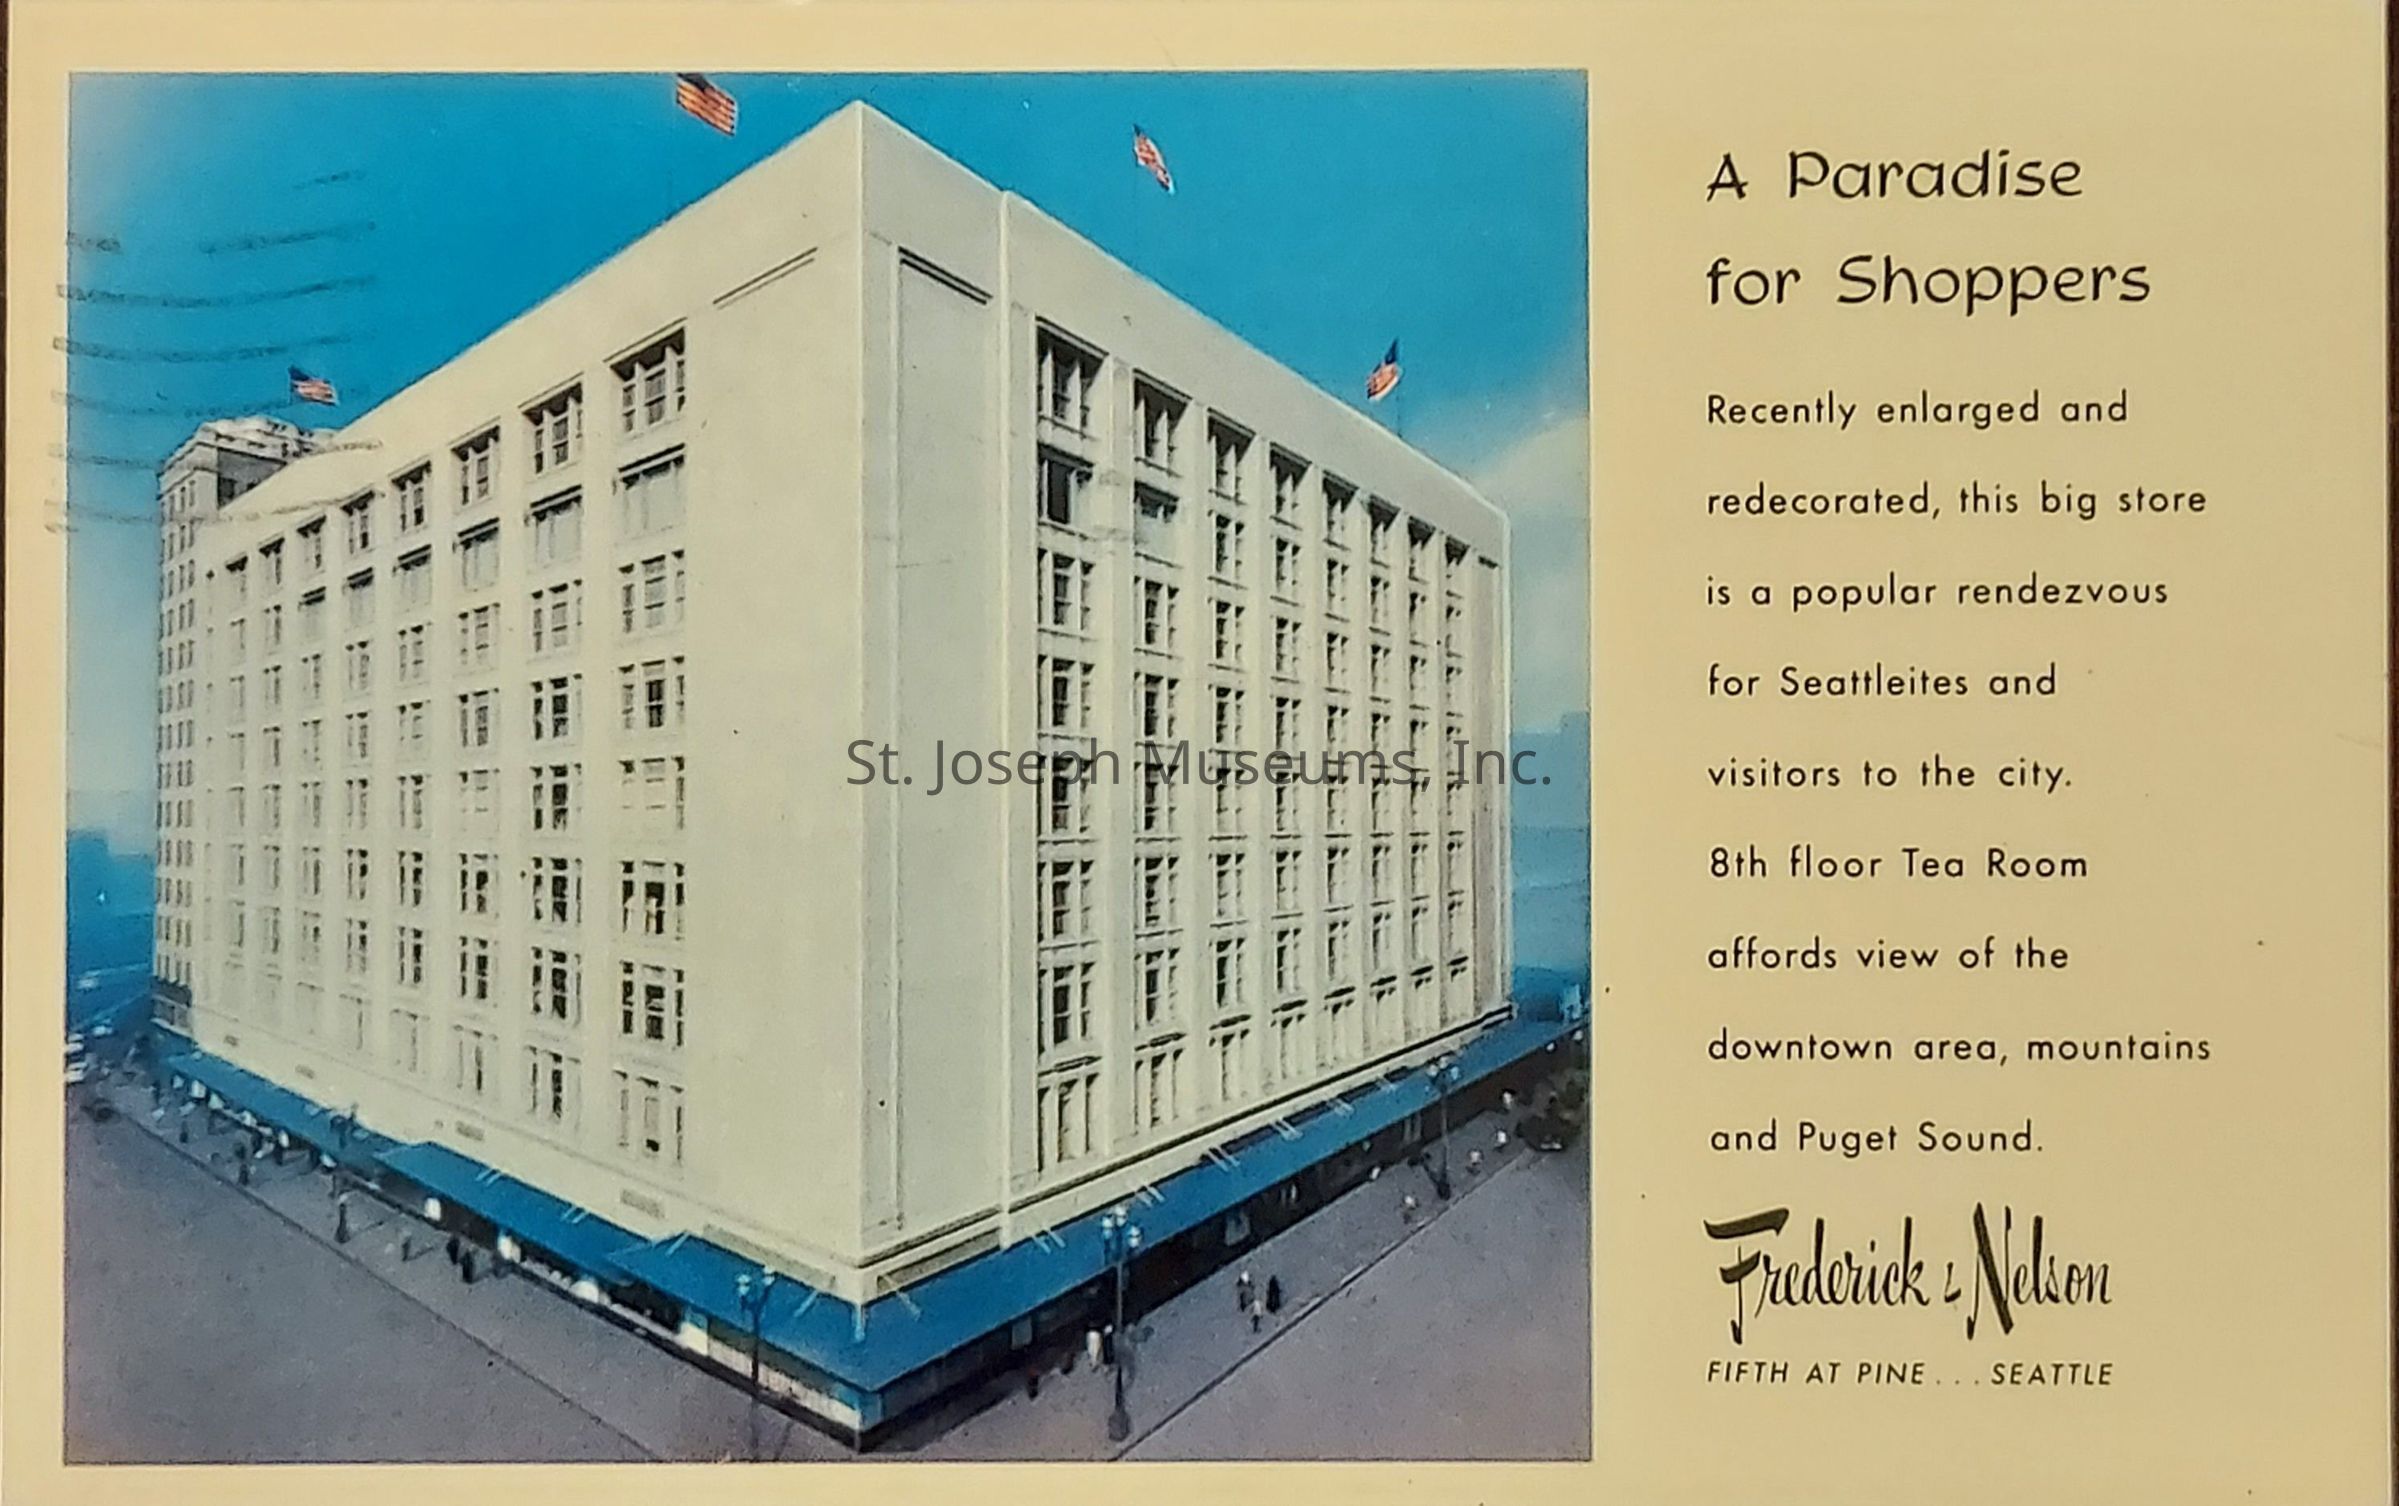 A Paradise
for Shoppers
Recently enlarged and
redecorated, this big store
is a popular rendezvous
for Seattleites and
visitors to the city.
8th floor Tea Room
affords view of the
downtown area, mountains
and Puget Sound.
Frederick & Nelson
FIFTH AT PINE... SEATTLE
St. Joseph Museums, Inc.